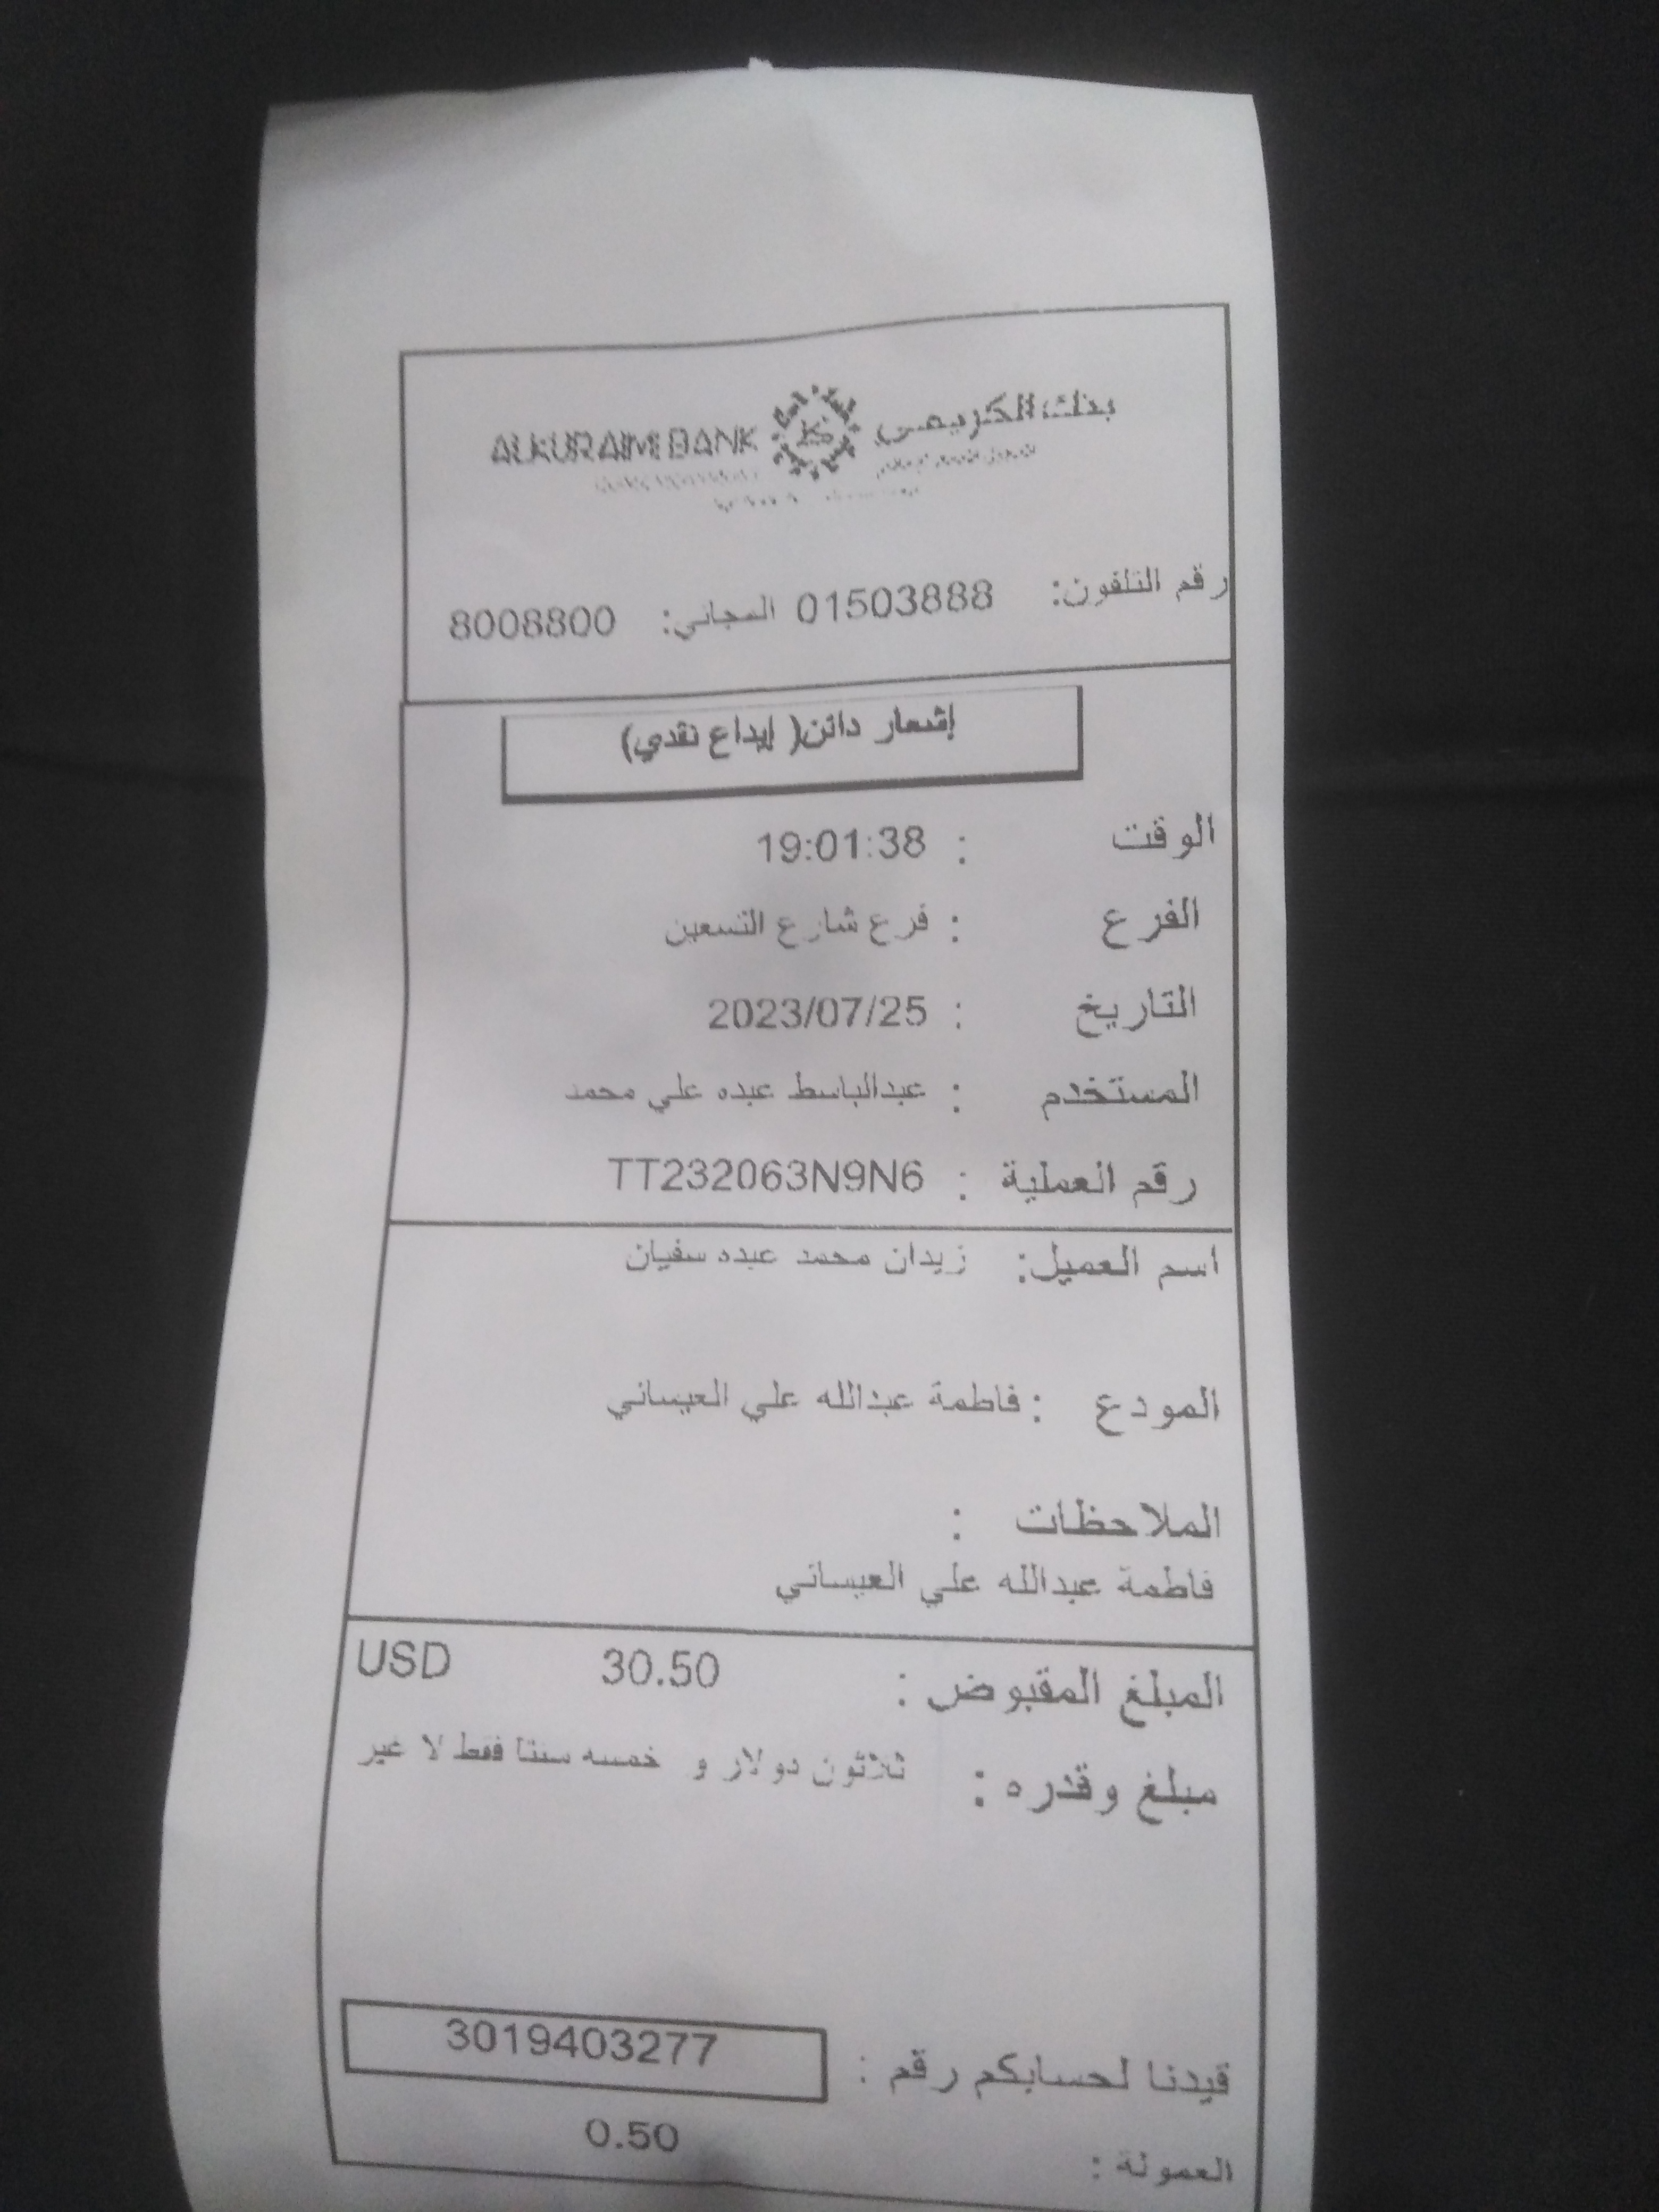 بنك الكريمي ALKURAIMI BANK
رقم التلفون: 01503888 المجاني: 8008800
إشعار دائن( إيداع نقدي)
الوقت : 19:01:38
الفرع : فرع شارع التسعين
التاريخ : 2023/07/25
المستخدم : عبدالباسط عبده علي محمد
رقم العملية : TT232063N9N6
اسم العميل: زيدان محمد عبده سفيان
المودع : فاطمة عبدالله علي العيساني
الملاحظات :
فاطمة عبدالله علي العيساني
المبلغ المقبوض : 30.50 USD
مبلغ وقدره : ثلاثون دولار و خمسه سنتا فقط لا غير
قيدنا لحسابكم رقم : 3019403277
العمولة : 0.50